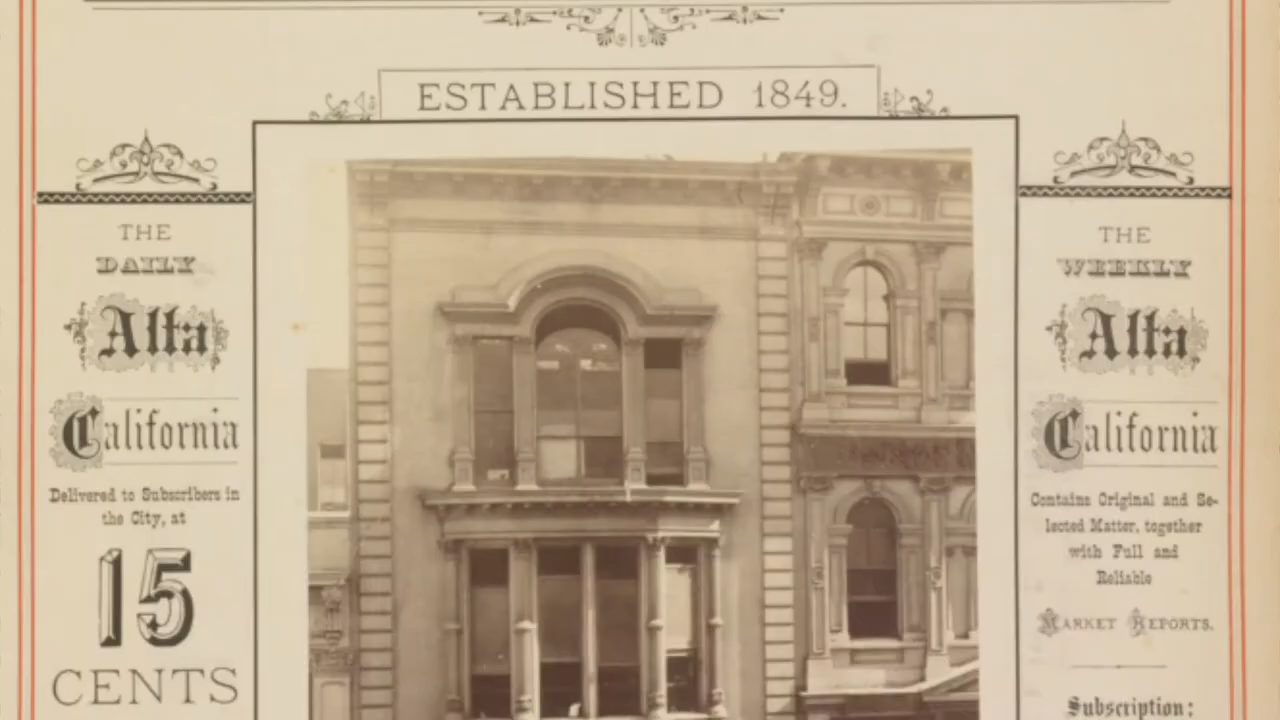 ESTABLISHED 1849.
THE
DAILY
Alta
California
Delivered to Subscribers in
the City, at
15
CENTS
THE
WEEKLY
Alta
California
Contains Original and Se-
lected Matter, together
with Full and
Reliable
MARKET REPORTS.
Subscription: